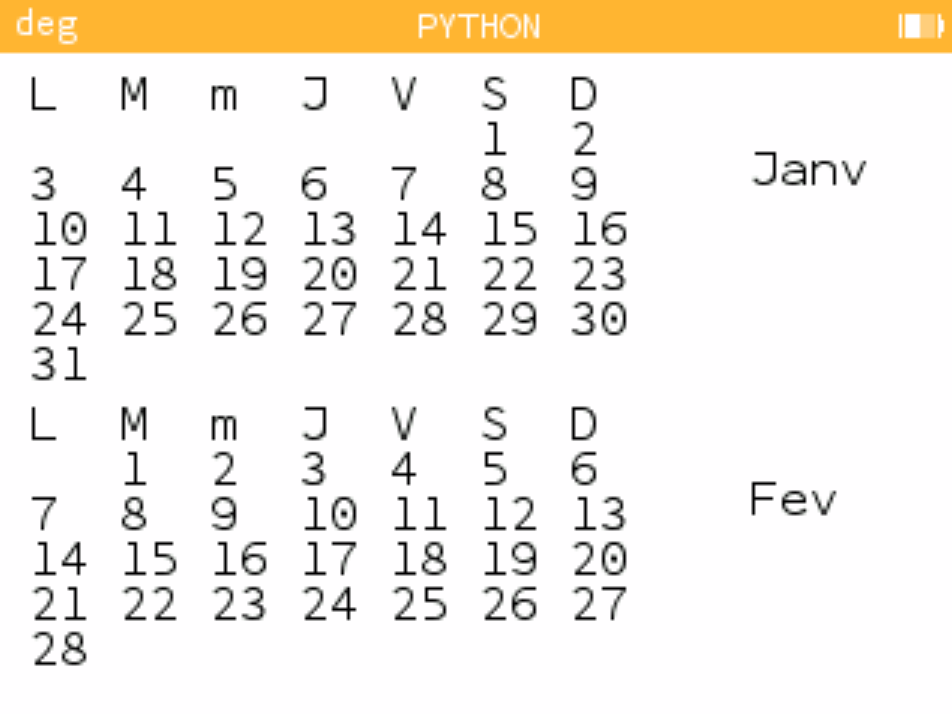 deg PYTHON
L M m J V S D
1 2
Janv
3 4 5 6 7 8 9
10 11 12 13 14 15 16
17 18 19 20 21 22 23
24 25 26 27 28 29 30
31
L M m J V S D
1 2 3 4 5 6
Fev
7 8 9 10 11 12 13
14 15 16 17 18 19 20
21 22 23 24 25 26 27
28